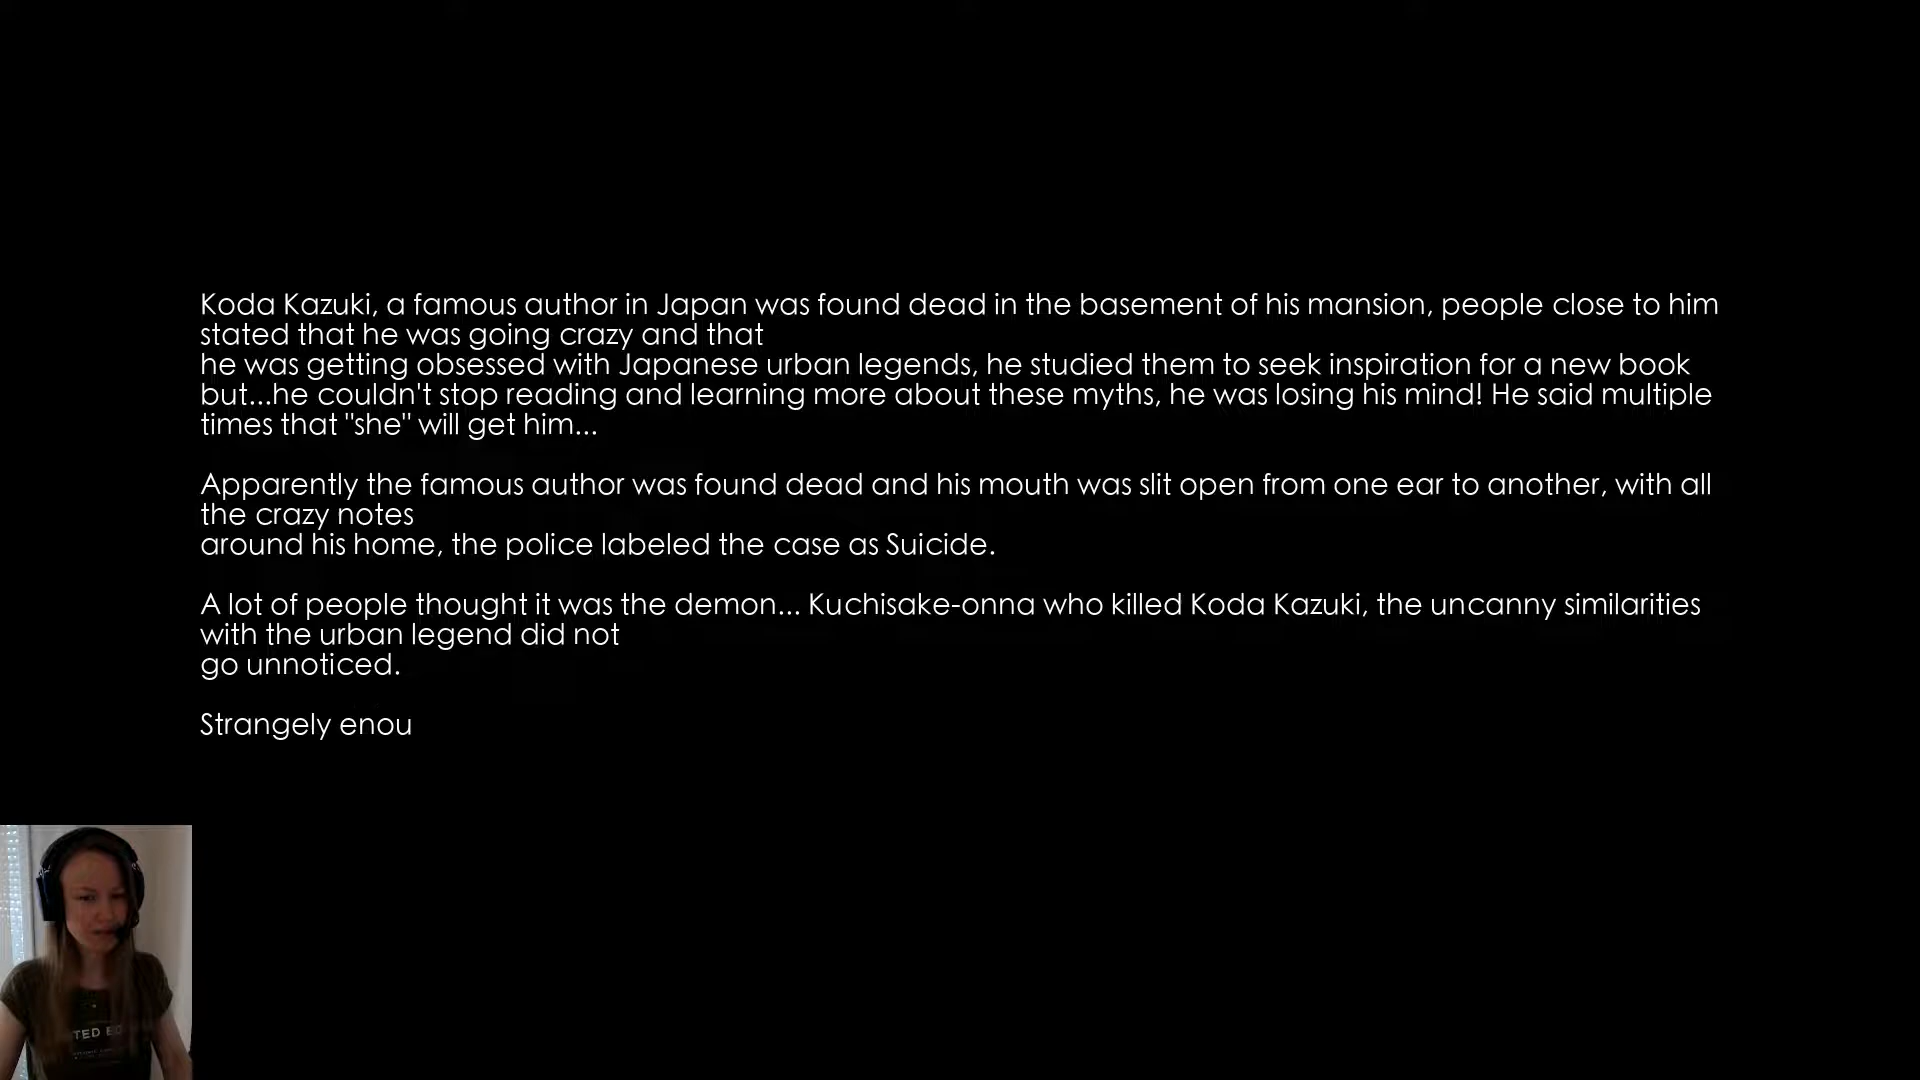 Koda Kazuki, a famous author in Japan was found dead in the basement of his mansion, people close to him
stated that he was going crazy and that
he was getting obsessed with Japanese urban legends, he studied them to seek inspiration for a new book
but...he couldn't stop reading and learning more about these myths, he was losing his mind! He said multiple
times that "she" will get him...
Apparently the famous author was found dead and his mouth was slit open from one ear to another, with all
the crazy notes
around his home, the police labeled the case as Suicide.
A lot of people thought it was the demon... Kuchisake-onna who killed Koda Kazuki, the uncanny similarities
with the urban legend did not
go unnoticed.
Strangely enou
TED ED